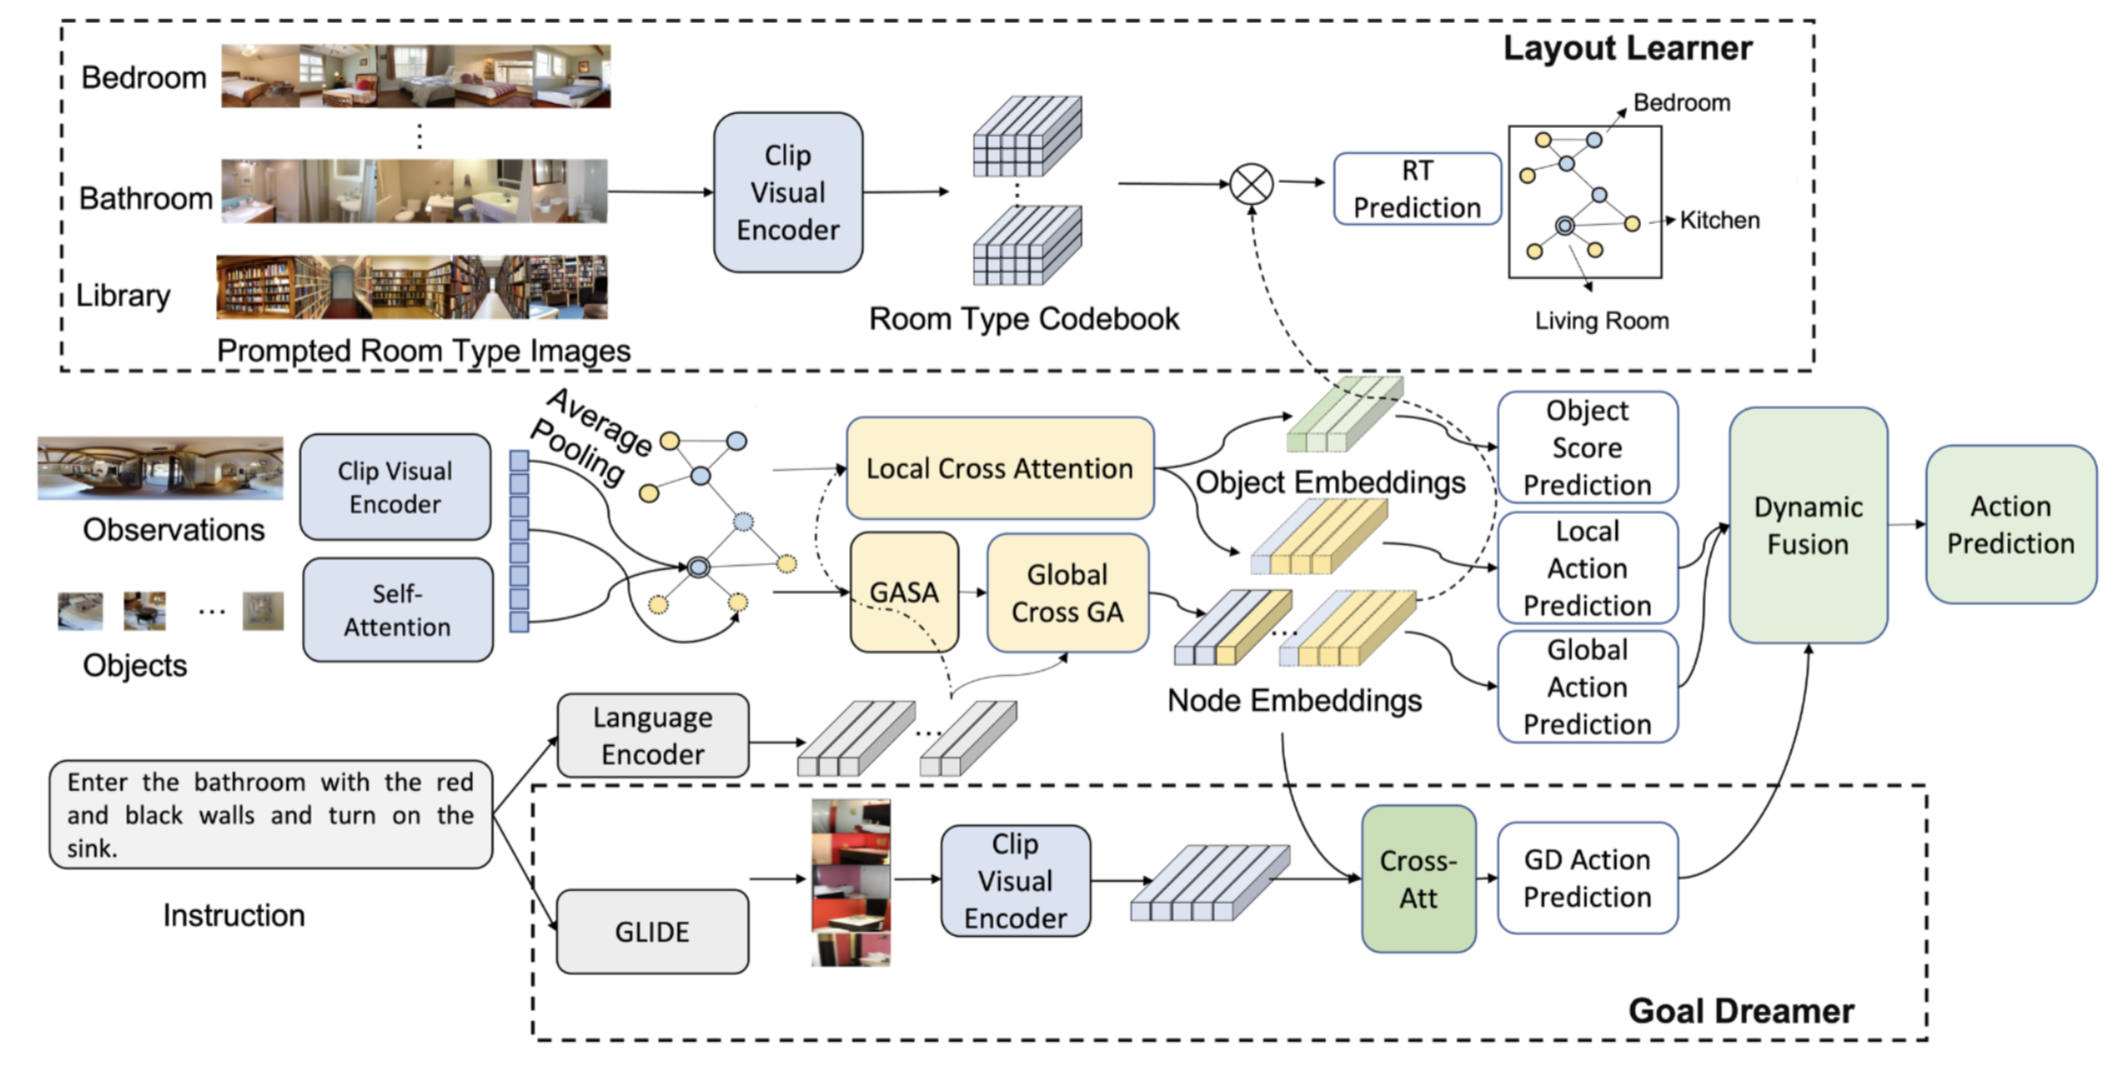 Layout Learner
Bedroom
⋮
Bathroom
Library
Prompted Room Type Images
Clip
Visual
Encoder
⋮
Room Type Codebook
RT
Prediction
Bedroom
Kitchen
Living Room
Observations
Objects
...
Clip Visual
Encoder
Self-
Attention
Average
Pooling
Local Cross Attention
GASA
Global
Cross GA
Object Embeddings
...
Node Embeddings
Object
Score
Prediction
Local
Action
Prediction
Global
Action
Prediction
Dynamic
Fusion
Action
Prediction
Enter the bathroom with the red
and black walls and turn on the
sink.
Instruction
Language
Encoder
...
GLIDE
Clip
Visual
Encoder
Cross-
Att
GD Action
Prediction
Goal Dreamer